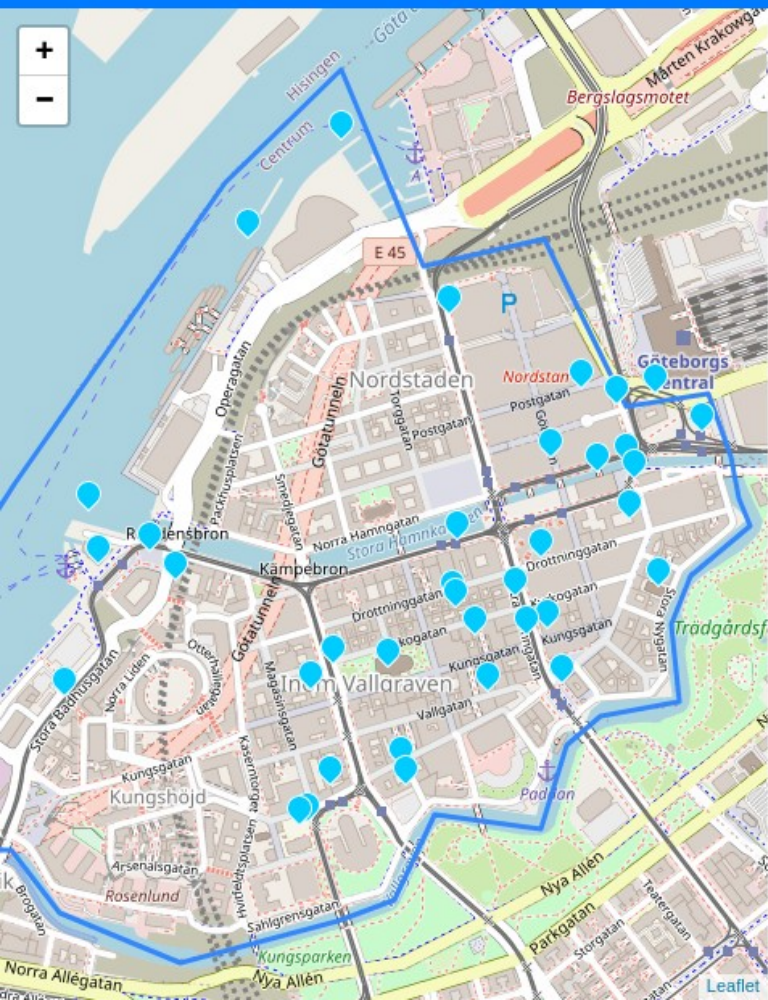 +
−
Hisingen
Göta
Mårten Krakowgat
Bergslagsmotet
Centrum
A
E 45
P
Göteborgs
Central
Nordstan
Nordstaden
Operagatan
Götatunneln
Torggatan
Postgatan
Postgatan
Packhusplatsen
Smedjegatan
Norra Hamngatan
Stora Hamnkanalen
Kämpebron
Drottninggatan
Drottninggatan
Kungsgatan
Kungsgatan
Stora Nygatan
Trädgårdsf
Götatunneln
Otterhällegatan
Norra Liden
Stora Badhusgatan
Magasinsgatan
Inom Vallgraven
Vallgatan
Kungsgatan
Kaserntorget
Kungshöjd
Paddan
Arsenalsgatan
Rosenlund
Hvitfeldtsplatsen
Sahlgrensgatan
Kungsparken
Brogatan
ik
Norra Allégatan
Nya Allén
Nya Allén
Parkgatan
Storgatan
Teatergatan
Leaflet